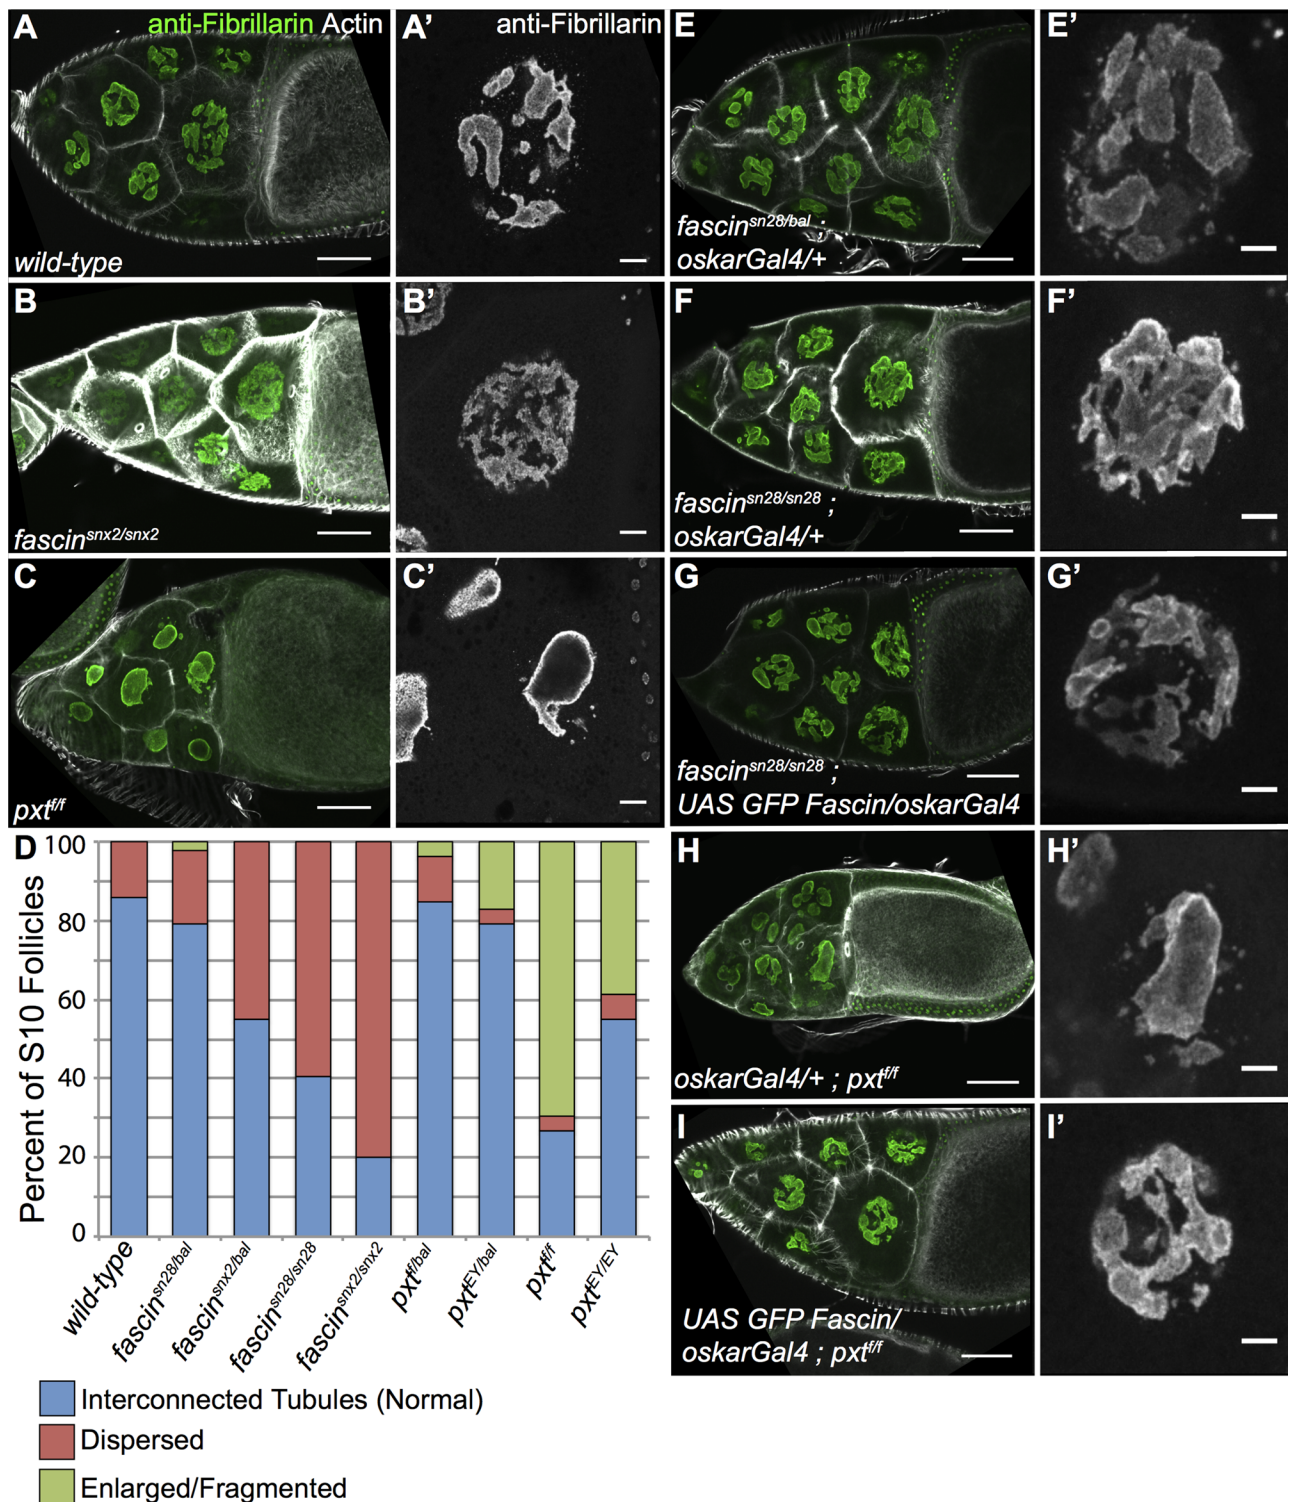 A
anti-Fibrillarin Actin
wild-type
A’
anti-Fibrillarin
B
fascin^snx2/snx2
B’
C
pxt^f/f
C’
D
Percent of S10 Follicles
100
80
60
40
20
0
wild-type
fascin^sn28/bal
fascin^snx2/bal
fascin^sn28/sn28
fascin^snx2/snx2
pxt^f/bal
pxt^EY/bal
pxt^f/f
pxt^EY/EY
Interconnected Tubules (Normal)
Dispersed
Enlarged/Fragmented
E
fascin^sn28/bal ;
oskarGal4/+
E’
F
fascin^sn28/sn28 ;
oskarGal4/+
F’
G
fascin^sn28/sn28 ;
UAS GFP Fascin/oskarGal4
G’
H
oskarGal4/+ ; pxt^f/f
H’
I
UAS GFP Fascin/
oskarGal4 ; pxt^f/f
I’